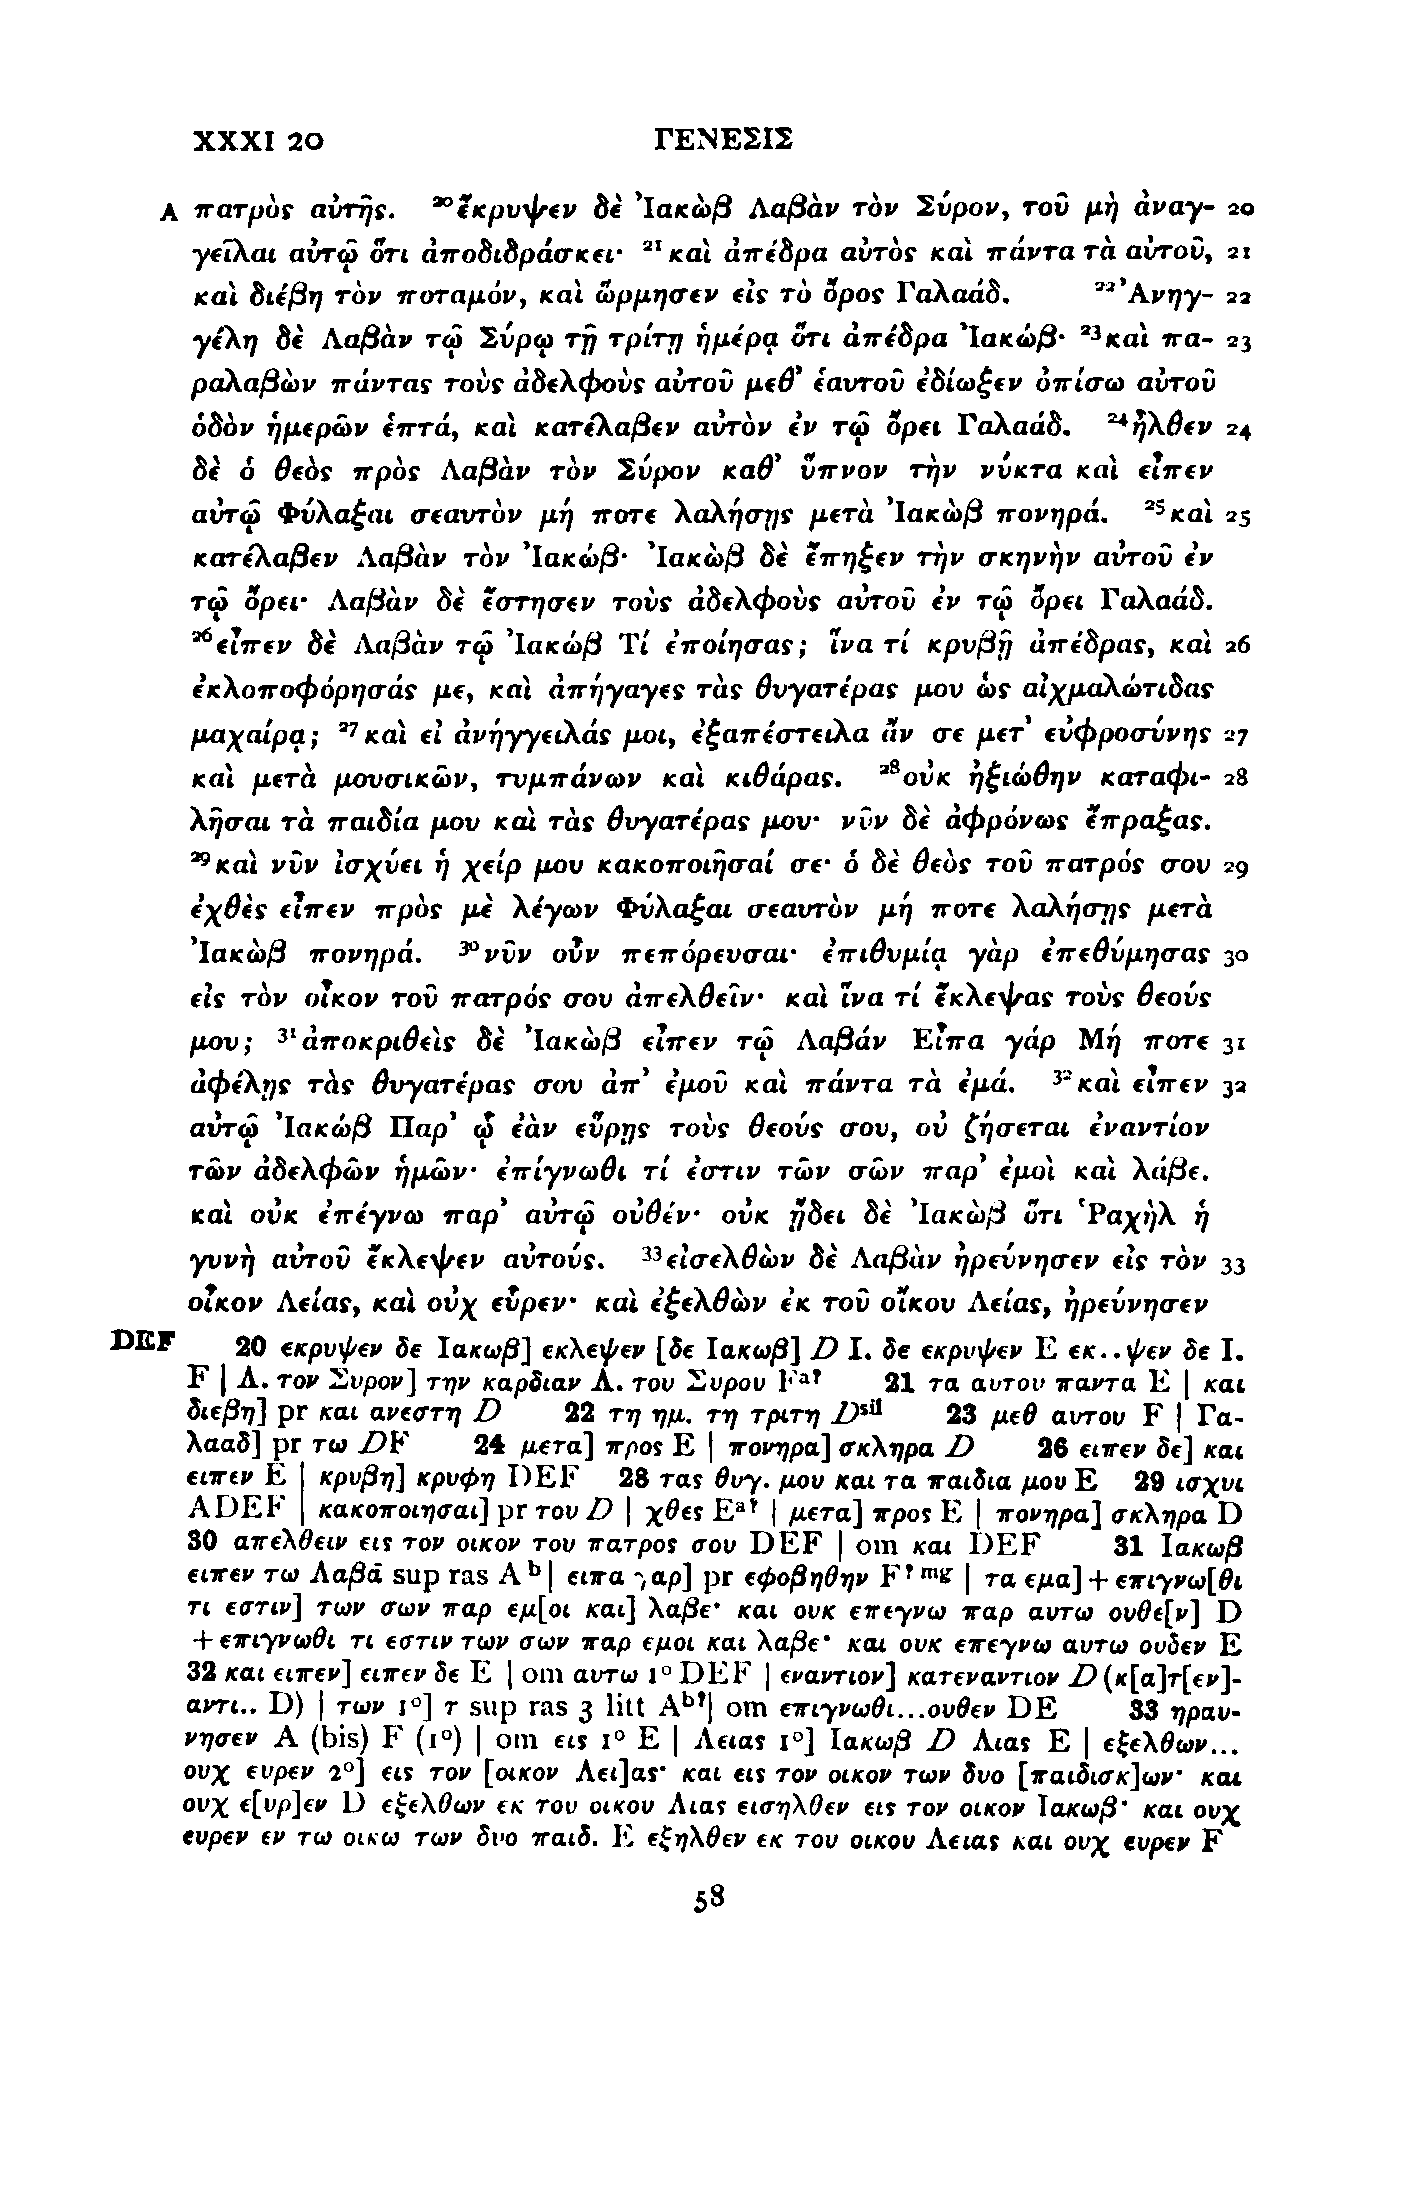 XXXI 20 ΓΕΝΕΣΙΣ
A πατρὸς αὐτῆς. ²⁰ἔκρυψεν δὲ Ἰακὼβ Λαβὰν τὸν Σύρον, τοῦ μὴ ἀναγ- 20
γεῖλαι αὐτῷ ὅτι ἀποδιδράσκει· ²¹καὶ ἀπέδρα αὐτὸς καὶ πάντα τὰ αὐτοῦ, 21
καὶ διέβη τὸν ποταμόν, καὶ ὥρμησεν εἰς τὸ ὄρος Γαλαάδ. ²²Ἀνηγ- 22
γέλη δὲ Λαβὰν τῷ Σύρῳ τῇ τρίτῃ ἡμέρᾳ ὅτι ἀπέδρα Ἰακώβ· ²³καὶ πα- 23
ραλαβὼν πάντας τοὺς ἀδελφοὺς αὐτοῦ μεθ᾽ ἑαυτοῦ ἐδίωξεν ὀπίσω αὐτοῦ
ὁδὸν ἡμερῶν ἑπτά, καὶ κατέλαβεν αὐτὸν ἐν τῷ ὄρει Γαλαάδ. ²⁴ἦλθεν 24
δὲ ὁ θεὸς πρὸς Λαβὰν τὸν Σύρον καθ᾽ ὕπνον τὴν νύκτα καὶ εἶπεν
αὐτῷ Φύλαξαι σεαυτὸν μή ποτε λαλήσῃς μετὰ Ἰακὼβ πονηρά. ²⁵καὶ 25
κατέλαβεν Λαβὰν τὸν Ἰακώβ· Ἰακὼβ δὲ ἔπηξεν τὴν σκηνὴν αὐτοῦ ἐν
τῷ ὄρει· Λαβὰν δὲ ἔστησεν τοὺς ἀδελφοὺς αὐτοῦ ἐν τῷ ὄρει Γαλαάδ.
²⁶εἶπεν δὲ Λαβὰν τῷ Ἰακώβ Τί ἐποίησας; ἵνα τί κρυβῇ ἀπέδρας, καὶ 26
ἐκλοποφόρησάς με, καὶ ἀπήγαγες τὰς θυγατέρας μου ὡς αἰχμαλώτιδας
μαχαίρᾳ; ²⁷καὶ εἰ ἀνήγγειλάς μοι, ἐξαπέστειλα ἄν σε μετ᾽ εὐφροσύνης 27
καὶ μετὰ μουσικῶν, τυμπάνων καὶ κιθάρας. ²⁸οὐκ ἠξιώθην καταφι- 28
λῆσαι τὰ παιδία μου καὶ τὰς θυγατέρας μου· νῦν δὲ ἀφρόνως ἔπραξας.
²⁹καὶ νῦν ἰσχύει ἡ χείρ μου κακοποιῆσαί σε· ὁ δὲ θεὸς τοῦ πατρός σου 29
ἐχθὲς εἶπεν πρὸς μὲ λέγων Φύλαξαι σεαυτὸν μή ποτε λαλήσῃς μετὰ
Ἰακὼβ πονηρά. ³⁰νῦν οὖν πεπόρευσαι· ἐπιθυμίᾳ γὰρ ἐπεθύμησας 30
εἰς τὸν οἶκον τοῦ πατρός σου ἀπελθεῖν· καὶ ἵνα τί ἔκλεψας τοὺς θεούς
μου; ³¹ἀποκριθεὶς δὲ Ἰακὼβ εἶπεν τῷ Λαβάν Εἶπα γάρ Μή ποτε 31
ἀφέλῃς τὰς θυγατέρας σου ἀπ᾽ ἐμοῦ καὶ πάντα τὰ ἐμά. ³²καὶ εἶπεν 32
αὐτῷ Ἰακώβ Παρ᾽ ᾧ ἐὰν εὕρῃς τοὺς θεούς σου, οὐ ζήσεται ἐναντίον
τῶν ἀδελφῶν ἡμῶν· ἐπίγνωθι τί ἐστιν τῶν σῶν παρ᾽ ἐμοὶ καὶ λάβε.
καὶ οὐκ ἐπέγνω παρ᾽ αὐτῷ οὐθέν· οὐκ ᾔδει δὲ Ἰακὼβ ὅτι Ῥαχὴλ ἡ
γυνὴ αὐτοῦ ἔκλεψεν αὐτούς. ³³εἰσελθὼν δὲ Λαβὰν ἠρεύνησεν εἰς τὸν 33
οἶκον Λείας, καὶ οὐχ εὗρεν· καὶ ἐξελθὼν ἐκ τοῦ οἴκου Λείας, ἠρεύνησεν
DEF 20 εκρυψεν δε Ιακωβ] εκλεψεν [δε Ιακωβ] D I. δε εκρυψεν E εκ..ψεν δε I.
F | Λ. τον Συρον] την καρδιαν Λ. του Συρου Fᵃ? 21 τα αυτου παντα E | και
διεβη] pr και ανεστη D 22 τη ημ. τη τριτη Dˢⁱˡ 23 μεθ αυτου F | Γα-
λααδ] pr τω DF 24 μετα] προς E | πονηρα] σκληρα D 26 ειπεν δε] και
ειπεν E | κρυβη] κρυφη DEF 28 τας θυγ. μου και τα παιδια μου E 29 ισχυι
ADEF | κακοποιησαι] pr του D | χθες Eᵃ? | μετα] προς E | πονηρα] σκληρα D
30 απελθειν εις τον οικον του πατρος σου DEF | om και DEF 31 Ιακωβ
ειπεν τω Λαβᾱ sup ras Aᵇ | ειπα γαρ] pr εφοβηθην F? ᵐᵍ | τα εμα] + επιγνω[θι
τι εστιν] των σων παρ εμ[οι και] λαβε· και ουκ επεγνω παρ αυτω ουθε[ν] D
+ επιγνωθι τι εστιν των σων παρ εμοι και λαβε· και ουκ επεγνω αυτω ουδεν E
32 και ειπεν] ειπεν δε E | om αυτω 1° DEF | εναντιον] κατεναντιον D (κ[α]τ[εν]-
αντι.. D) | των 1°] τ sup ras 3 litt Aᵇ?| om επιγνωθι...ουθεν DE 33 ηραυ-
νησεν A (bis) F (1°) | om εις 1° E | Λειας 1°] Ιακωβ D Λιας E | εξελθων...
ουχ ευρεν 2°] εις τον [οικον Λει]ας· και εις τον οικον των δυο [παιδισκ]ων· και
ουχ ε[υρ]εν D εξελθων εκ του οικου Λιας εισηλθεν εις τον οικον Ιακωβ· και ουχ
ευρεν εν τω οικω των δυο παιδ. E εξηλθεν εκ του οικου Λειας και ουχ ευρεν F
58